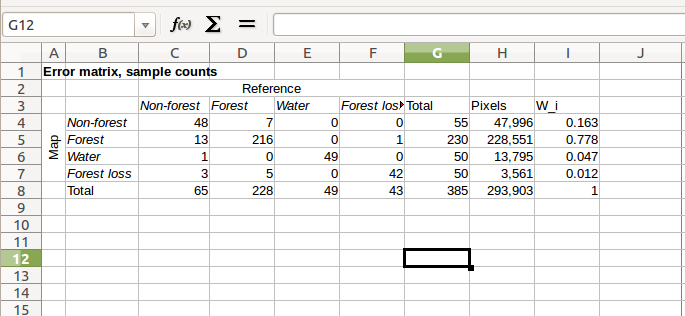 G12 f(x) Σ =
A B C D E F G H I J
1 Error matrix, sample counts
2 Reference
3 Non-forest Forest Water Forest los Total Pixels W_i
4 Non-forest 48 7 0 0 55 47,996 0.163
5 Forest 13 216 0 1 230 228,551 0.778
6 Map Water 1 0 49 0 50 13,795 0.047
7 Forest loss 3 5 0 42 50 3,561 0.012
8 Total 65 228 49 43 385 293,903 1
9
10
11
12
13
14
15